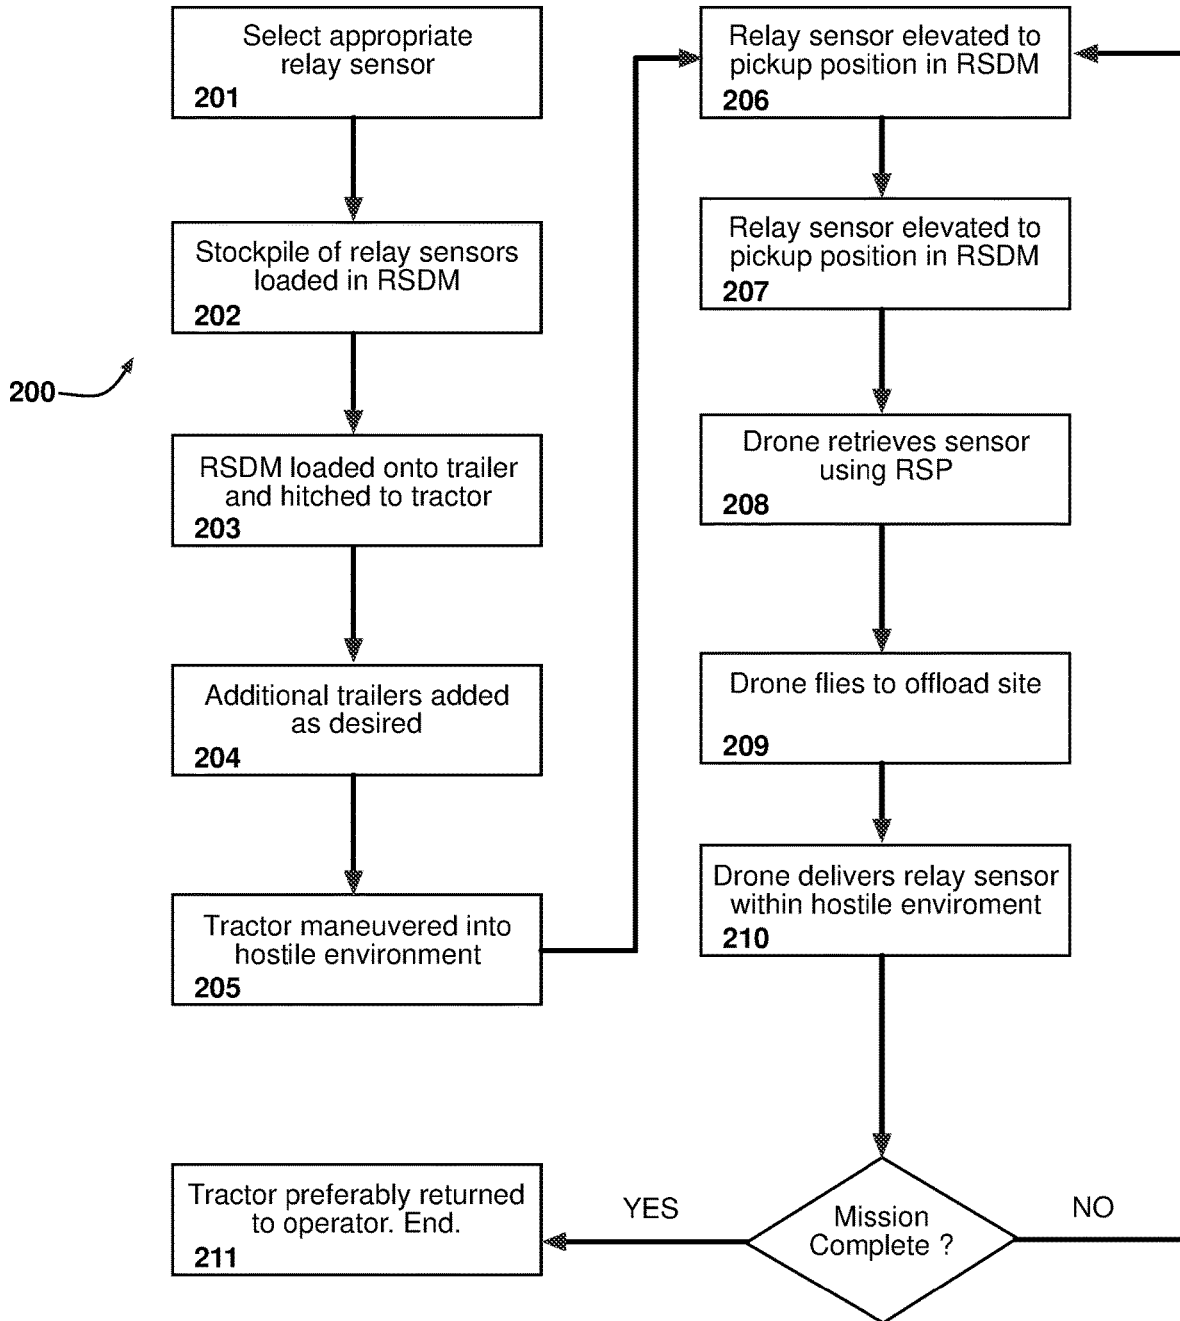 Select appropriate
relay sensor
201
Stockpile of relay sensors
loaded in RSDM
202
200
RSDM loaded onto trailer
and hitched to tractor
203
Additional trailers added
as desired
204
Tractor maneuvered into
hostile environment
205
Relay sensor elevated to
pickup position in RSDM
206
Relay sensor elevated to
pickup position in RSDM
207
Drone retrieves sensor
using RSP
208
Drone flies to offload site
209
Drone delivers relay sensor
within hostile enviroment
210
Mission
Complete ?
YES
NO
Tractor preferably returned
to operator. End.
211